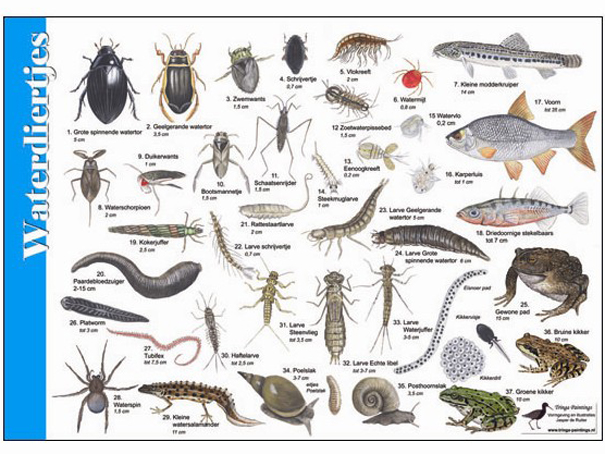 Waterdiertjes
1. Grote spinnende watertor
5 cm
2. Geelgerande watertor
3,5 cm
3. Zwemwants
1,5 cm
4. Schrijvertje
0,7 cm
5. Vlokreeft
2 cm
6. Watermijt
0,8 cm
7. Kleine modderkruiper
14 cm
8. Waterschorpioen
2 cm
9. Duikerwants
1 cm
10.
Bootsmannetje
1,5 cm
11.
Schaatsenrijder
1,5 cm
12 Zoetwaterpissebed
1,5 cm
13.
Eenoogkreeft
0,2 cm
14.
Steekmuglarve
1 cm
15 Watervlo
0,2 cm
16. Karperluis
tot 1 cm
17. Voorn
tot 35 cm
18. Driedoornige stekelbaars
tot 7 cm
19. Kokerjuffer
2,5 cm
20.
Paardebloedzuiger
2-15 cm
21. Rattestaartlarve
2 cm
22. Larve schrijvertje
0,7 cm
23. Larve Geelgerande
watertor 5 cm
24. Larve Grote
spinnende watertor 6 cm
25.
Gewone pad
15 cm
Eisnoer pad
Kikkervisje
Kikkerdril
26. Platworm
tot 3 cm
27.
Tubifex
tot 7,5 cm
28.
Waterspin
1,5 cm
29. Kleine
watersalamander
11 cm
30. Haftelarve
2,5 cm
31. Larve
Steenvlieg
tot 3,5 cm
32. Larve Echte libel
tot 3-7 cm
33. Larve
Waterjuffer
3-5 cm
34. Poelslak
3-7 cm
eitjes
Poelslak
35. Posthoornslak
3,5 cm
36. Bruine kikker
10 cm
37. Groene kikker
10 cm
Tringa Paintings
Vormgeving en illustraties
Jasper de Ruiter
www.tringa-paintings.nl